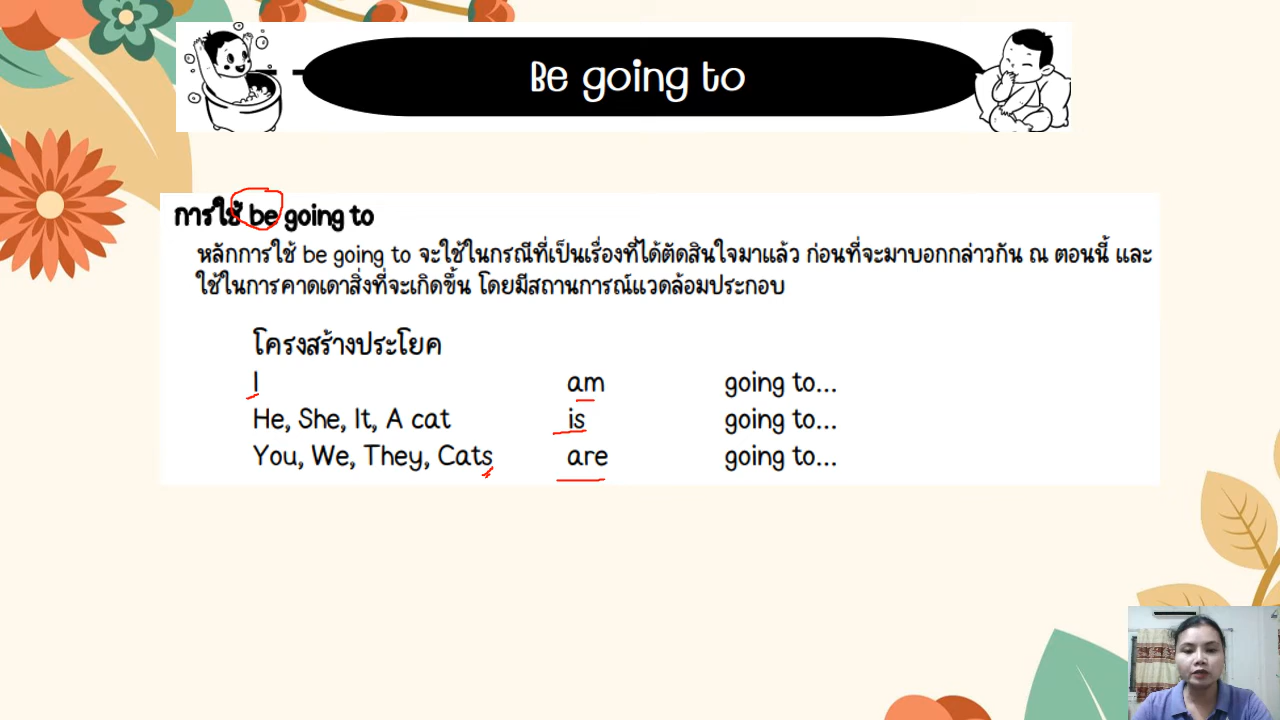 Be going to
การใช้ be going to
หลักการใช้ be going to จะใช้ในกรณีที่เป็นเรื่องที่ได้ตัดสินใจมาแล้ว ก่อนที่จะมาบอกกล่าวกัน ณ ตอนนี้ และ
ใช้ในการคาดเดาสิ่งที่จะเกิดขึ้น โดยมีสถานการณ์แวดล้อมประกอบ
โครงสร้างประโยค
I am going to...
He, She, It, A cat is going to...
You, We, They, Cats are going to...